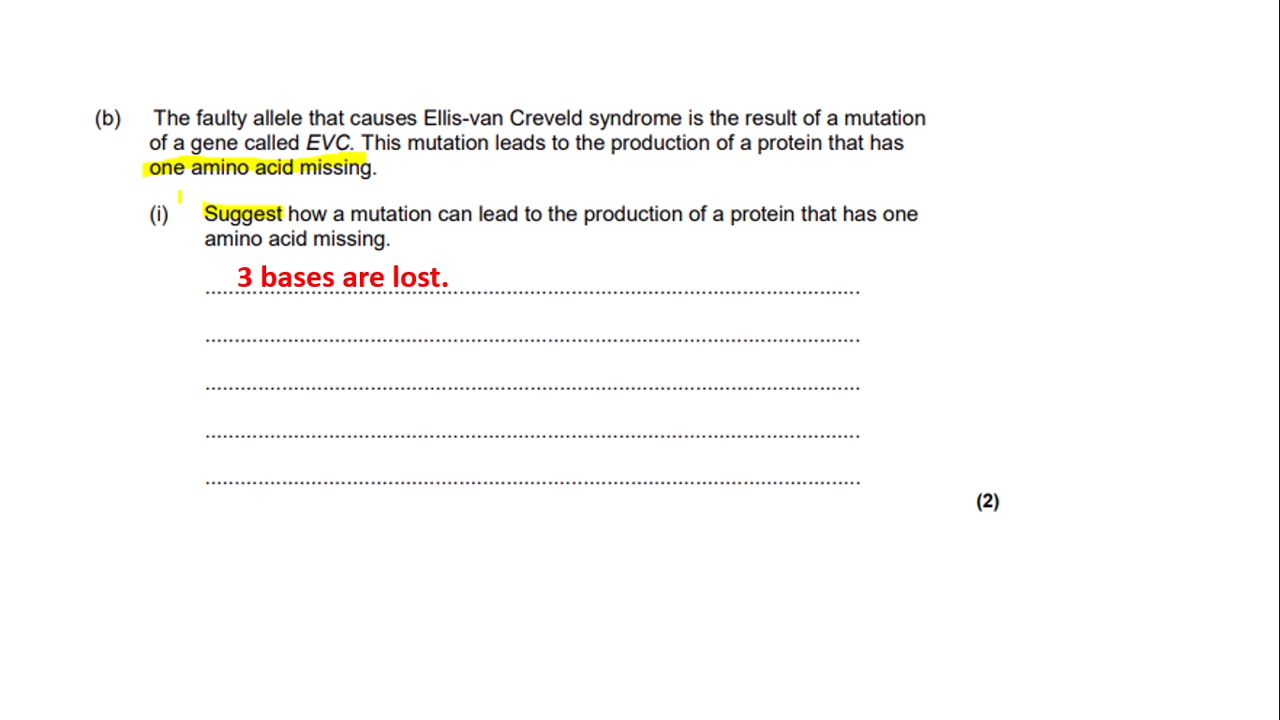 (b) The faulty allele that causes Ellis-van Creveld syndrome is the result of a mutation
of a gene called EVC. This mutation leads to the production of a protein that has
one amino acid missing.
(i) Suggest how a mutation can lead to the production of a protein that has one
amino acid missing.
3 bases are lost.
(2)